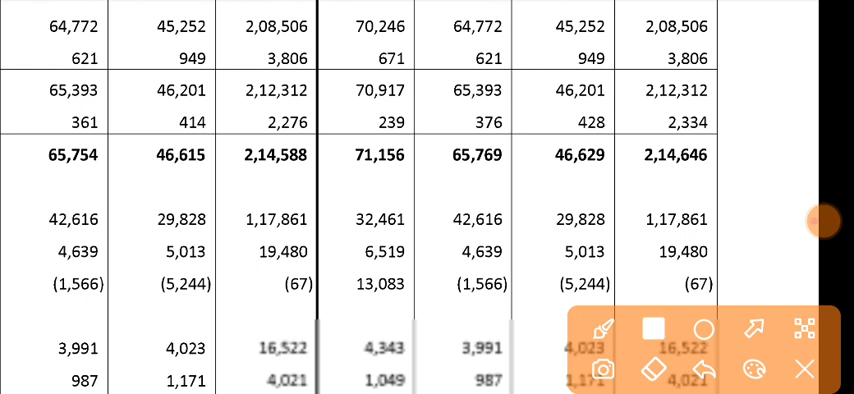 64,772 45,252 2,08,506 70,246 64,772 45,252 2,08,506
621 949 3,806 671 621 949 3,806
65,393 46,201 2,12,312 70,917 65,393 46,201 2,12,312
361 414 2,276 239 376 428 2,334
65,754 46,615 2,14,588 71,156 65,769 46,629 2,14,646
42,616 29,828 1,17,861 32,461 42,616 29,828 1,17,861
4,639 5,013 19,480 6,519 4,639 5,013 19,480
(1,566) (5,244) (67) 13,083 (1,566) (5,244) (67)
3,991 4,023 16,522 4,343 3,991 4,023 16,522
987 1,171 4,021 1,049 987 1,171 4,021